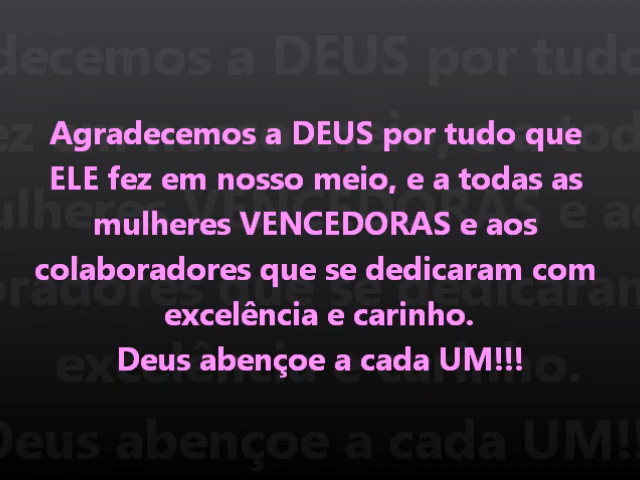 Agradecemos a DEUS por tudo que
ELE fez em nosso meio, e a todas as
mulheres VENCEDORAS e aos
colaboradores que se dedicaram com
excelência e carinho.
Deus abençoe a cada UM!!!